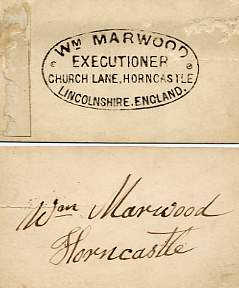 WM MARWOOD
EXECUTIONER
CHURCH LANE, HORNCASTLE
LINCOLNSHIRE. ENGLAND.
Wm Marwood
Horncastle